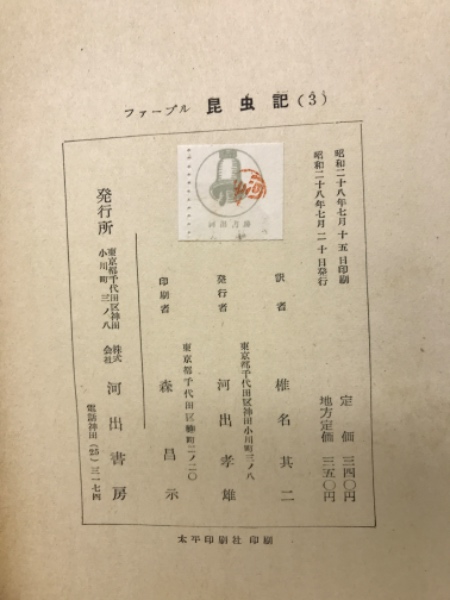 ファーブル 昆虫記 (3)
昭和二十八年七月十五日印刷
昭和二十八年七月二十日発行
定価 三四〇円
地方定価 三五〇円
訳者 椎名其二
東京都千代田区神田小川町三ノ八
発行者 河出孝雄
東京都千代田区
印刷者 森昌示
発行所
東京都千代田区神田
小川町三ノ八
株式
会社
河出書房
電話神田(25)三一七四
太平印刷社 印刷